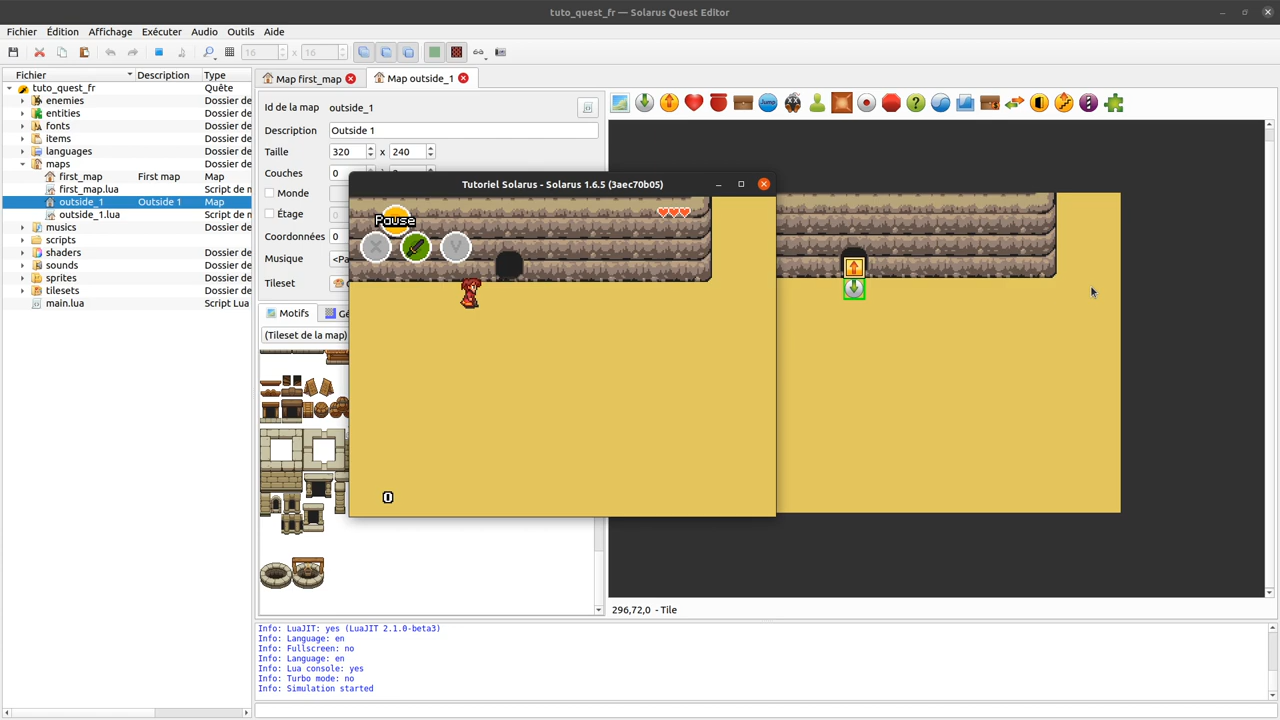 tuto_quest_fr — Solarus Quest Editor
Fichier Édition Affichage Exécuter Audio Outils Aide
16 x 16
Fichier Description Type
tuto_quest_fr Quête
enemies Dossier de
entities Dossier de
fonts Dossier de
items Dossier de
languages Dossier de
maps Dossier de
first_map First map Map
first_map.lua Script de m
outside_1 Outside 1 Map
outside_1.lua Script de m
musics Dossier de
scripts Dossier de
shaders Dossier de
sounds Dossier de
sprites Dossier de
tilesets Dossier de
main.lua Script Lua
Map first_map
Map outside_1
Id de la map outside_1
Description Outside 1
Taille 320 x 240
Couches 0
Monde
Étage 0
Coordonnées 0
Musique <Pa
Tileset
Motifs
(Tileset de la map)
Jump
Tutoriel Solarus - Solarus 1.6.5 (3aec70b05)
Pause
X
V
0
296,72,0 - Tile
Info: LuaJIT: yes (LuaJIT 2.1.0-beta3)
Info: Language: en
Info: Fullscreen: no
Info: Language: en
Info: Lua console: yes
Info: Turbo mode: no
Info: Simulation started